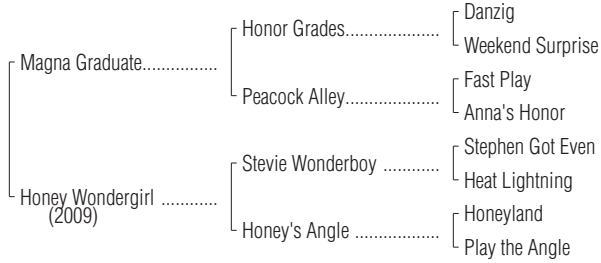 Danzig
Honor Grades....................
Weekend Surprise
Magna Graduate...............
Fast Play
Peacock Alley....................
Anna's Honor
Stephen Got Even
Stevie Wonderboy ............
Heat Lightning
Honey Wondergirl ............
(2009)
Honeyland
Honey's Angle ..................
Play the Angle